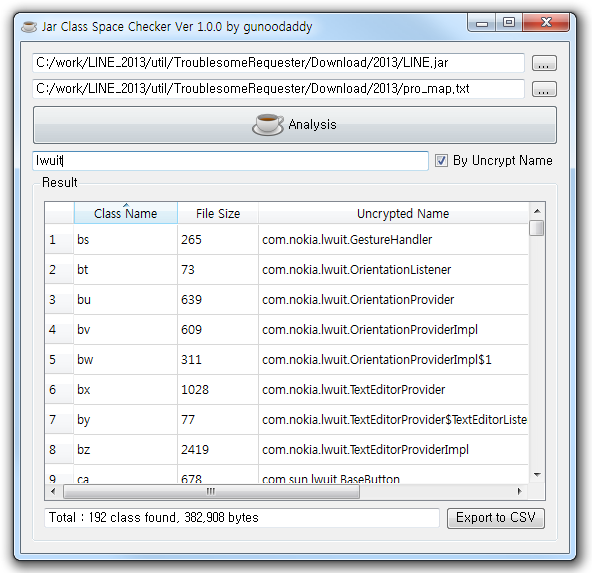 Jar Class Space Checker Ver 1.0.0 by gunoodaddy
C:/work/LINE_2013/util/TroublesomeRequester/Download/2013/LINE.jar ...
C:/work/LINE_2013/util/TroublesomeRequester/Download/2013/pro_map.txt ...
Analysis
lwuit By Uncrypt Name
Result
Class Name File Size Uncrypted Name
1 bs 265 com.nokia.lwuit.GestureHandler
2 bt 73 com.nokia.lwuit.OrientationListener
3 bu 639 com.nokia.lwuit.OrientationProvider
4 bv 609 com.nokia.lwuit.OrientationProviderImpl
5 bw 311 com.nokia.lwuit.OrientationProviderImpl$1
6 bx 1028 com.nokia.lwuit.TextEditorProvider
7 by 77 com.nokia.lwuit.TextEditorProvider$TextEditorListe
8 bz 2419 com.nokia.lwuit.TextEditorProviderImpl
9 ca 678 com.sun.lwuit.BaseButton
Total : 192 class found, 382,908 bytes Export to CSV